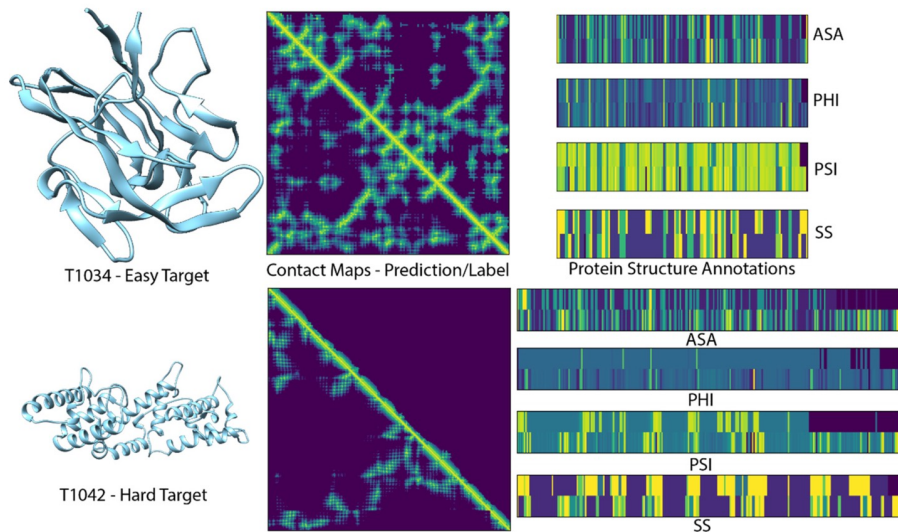 ASA
PHI
PSI
SS
T1034 - Easy Target
Contact Maps - Prediction/Label
Protein Structure Annotations
ASA
PHI
PSI
SS
T1042 - Hard Target